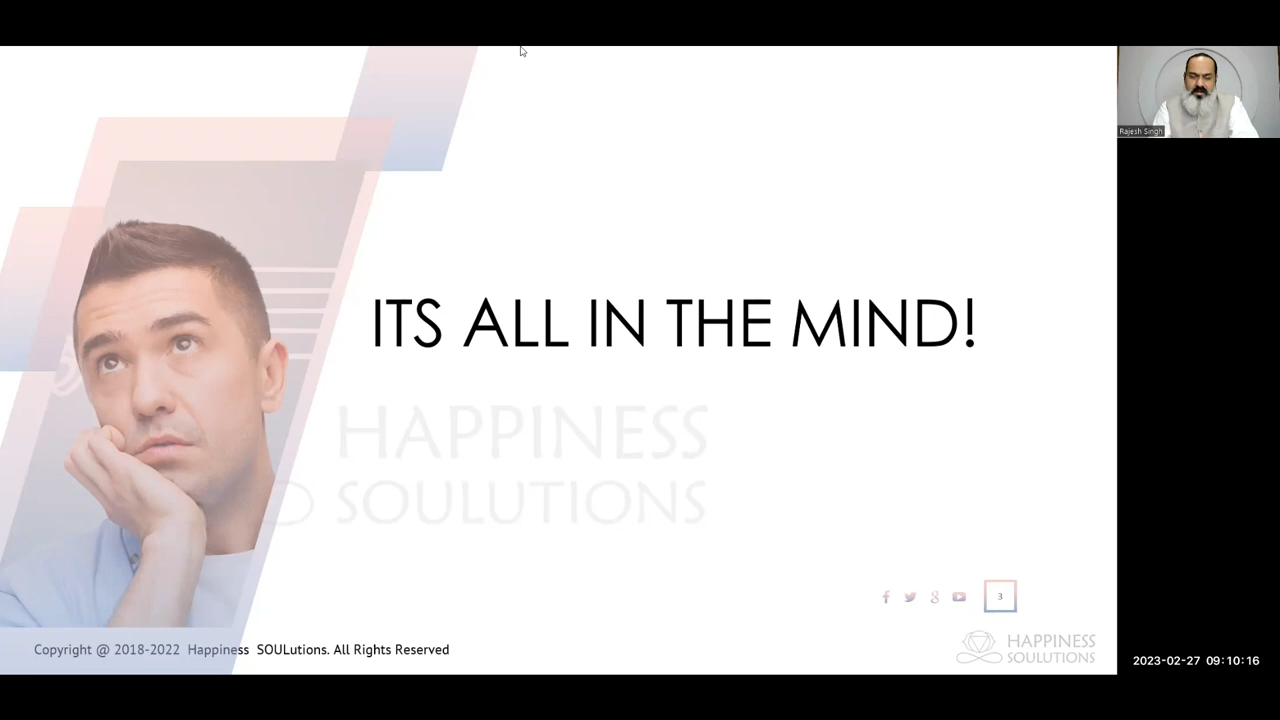 Rajesh Singh
ITS ALL IN THE MIND!
HAPPINESS
SOULUTIONS
3
Copyright @ 2018-2022 Happiness SOULutions. All Rights Reserved
HAPPINESS
SOULUTIONS
2023-02-27 09:10:16